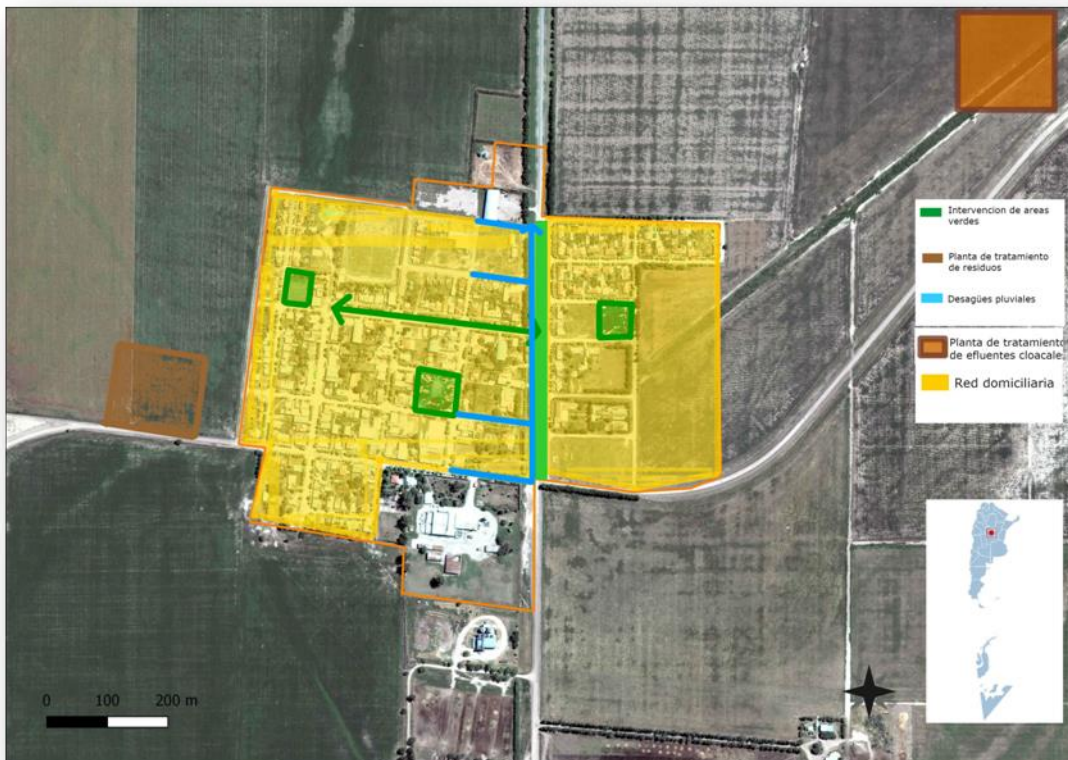 Intervencion de areas
verdes
Planta de tratamiento
de residuos
Desagües pluviales
Planta de tratamiento
de efluentes cloacale
Red domiciliaria
0 100 200 m